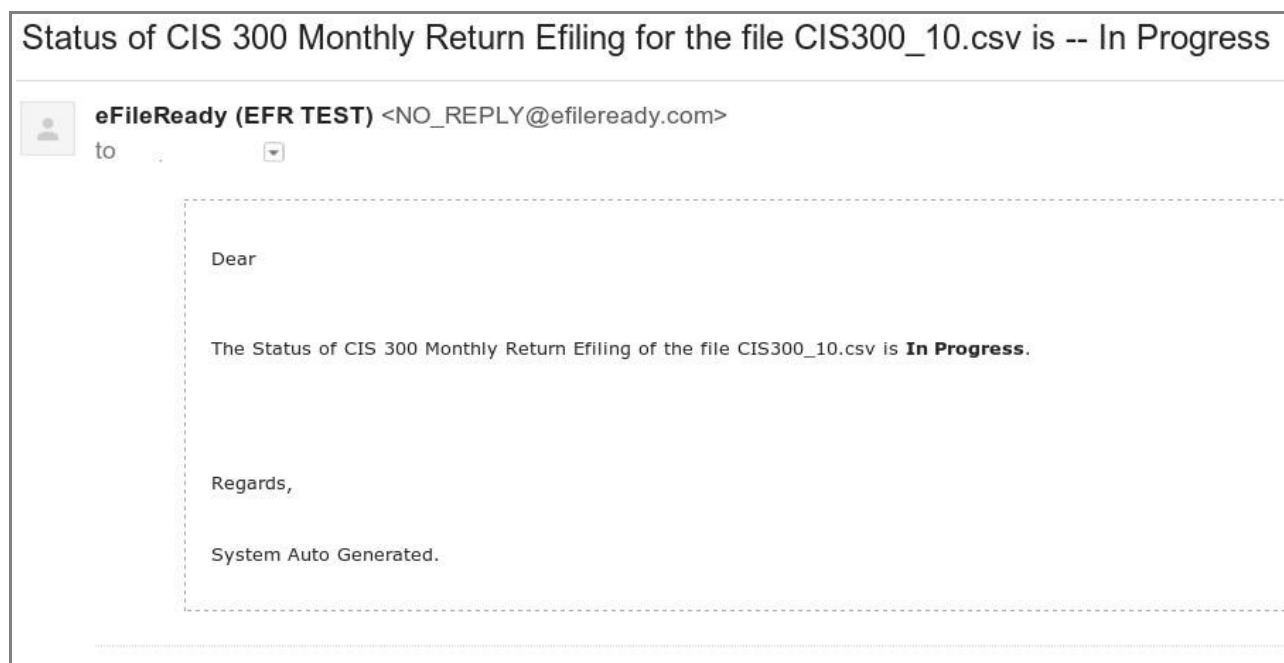 Status of CIS 300 Monthly Return Efiling for the file CIS300_10.csv is -- In Progress
eFileReady (EFR TEST) <NO_REPLY@efileready.com>
to
Dear
The Status of CIS 300 Monthly Return Efiling of the file CIS300_10.csv is In Progress.
Regards,
System Auto Generated.